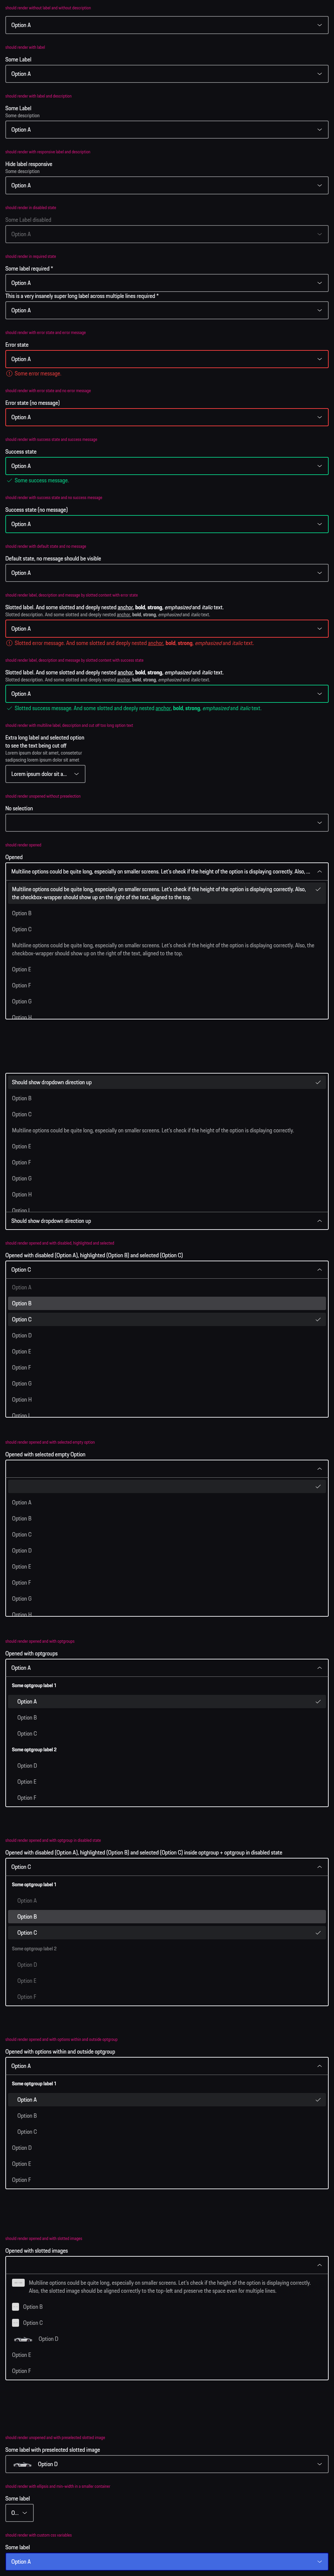 should render without label and without description
Option A
should render with label
Some Label
Option A
should render with label and description
Some Label
Some description
Option A
should render with responsive label and description
Hide label responsive
Some description
Option A
should render in disabled state
Some Label disabled
Option A
should render in required state
Some label required *
Option A
This is a very insanely super long label across multiple lines required *
Option A
should render with error state and error message
Error state
Option A
Some error message.
should render with error state and no error message
Error state (no message)
Option A
should render with success state and success message
Success state
Option A
Some success message.
should render with success state and no success message
Success state (no message)
Option A
should render with default state and no message
Default state, no message should be visible
Option A
should render label, description and message by slotted content with error state
Slotted label. And some slotted and deeply nested anchor, bold, strong, emphasized and italic text.
Slotted description. And some slotted and deeply nested anchor, bold, strong, emphasized and italic text.
Option A
Slotted error message. And some slotted and deeply nested anchor, bold, strong, emphasized and italic text.
should render label, description and message by slotted content with success state
Slotted label. And some slotted and deeply nested anchor, bold, strong, emphasized and italic text.
Slotted description. And some slotted and deeply nested anchor, bold, strong, emphasized and italic text.
Option A
Slotted success message. And some slotted and deeply nested anchor, bold, strong, emphasized and italic text.
should render with multiline label, description and cut off too long option text
Extra long label and selected option
to see the text being cut off
Lorem ipsum dolor sit amet, consetetur
sadipscing lorem ipsum dolor sit amet
Lorem ipsum dolor sit a...
should render unopened without preselection
No selection
should render opened
Opened
Multiline options could be quite long, especially on smaller screens. Let's check if the height of the option is displaying correctly. Also, ...
Multiline options could be quite long, especially on smaller screens. Let's check if the height of the option is displaying correctly. Also,
the checkbox-wrapper should show up on the right of the text, aligned to the top.
Option B
Option C
Multiline options could be quite long, especially on smaller screens. Let's check if the height of the option is displaying correctly. Also, the
checkbox-wrapper should show up on the right of the text, aligned to the top.
Option E
Option F
Option G
Option H
Should show dropdown direction up
Option B
Option C
Multiline options could be quite long, especially on smaller screens. Let's check if the height of the option is displaying correctly.
Option E
Option F
Option G
Option H
Option I
Should show dropdown direction up
should render opened and with disabled, highlighted and selected
Opened with disabled (Option A), highlighted (Option B) and selected (Option C)
Option C
Option A
Option B
Option C
Option D
Option E
Option F
Option G
Option H
Option I
should render opened and with selected empty option
Opened with selected empty Option
Option A
Option B
Option C
Option D
Option E
Option F
Option G
Option H
should render opened and with optgroups
Opened with optgroups
Option A
Some optgroup label 1
Option A
Option B
Option C
Some optgroup label 2
Option D
Option E
Option F
should render opened and with optgroup in disabled state
Opened with disabled (Option A), highlighted (Option B) and selected (Option C) inside optgroup + optgroup in disabled state
Option C
Some optgroup label 1
Option A
Option B
Option C
Some optgroup label 2
Option D
Option E
Option F
should render opened and with options within and outside optgroup
Opened with options within and outside optgroup
Option A
Some optgroup label 1
Option A
Option B
Option C
Option D
Option E
Option F
should render opened and with slotted images
Opened with slotted images
Multiline options could be quite long, especially on smaller screens. Let's check if the height of the option is displaying correctly.
Also, the slotted image should be aligned correctly to the top-left and preserve the space even for multiple lines.
Option B
Option C
Option D
Option E
Option F
should render unopened and with preselected slotted image
Some label with preselected slotted image
Option D
should render with ellipsis and min-width in a smaller container
Some label
O...
should render with custom css variables
Some label
Option A